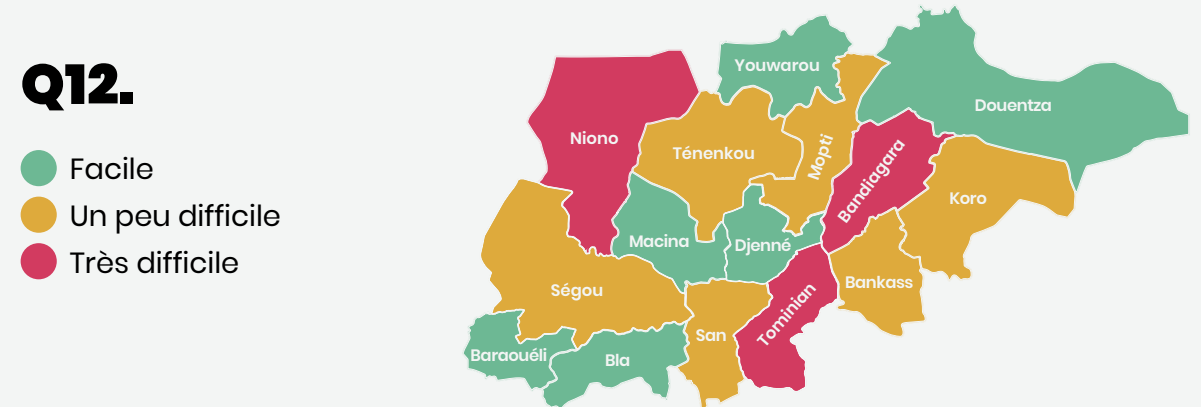 Q12.
Facile
Un peu difficile
Très difficile
Youwarou
Douentza
Niono
Ténenkou
Mopti
Bandiagara
Koro
Macina
Djenné
Ségou
Bankass
Tominian
San
Baraouéli
Bla